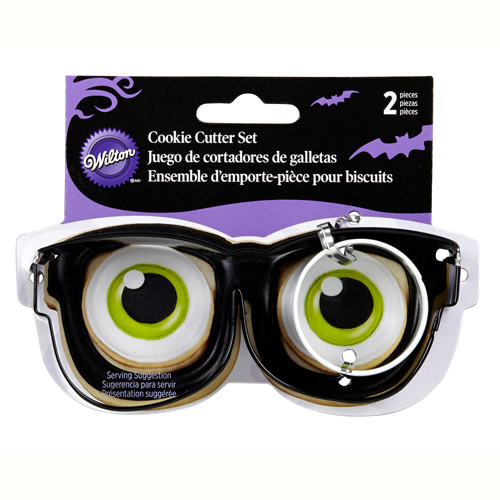 2 pieces
piezas
pièces
Wilton
Cookie Cutter Set
Juego de cortadores de galletas
Ensemble d'emporte-pièce pour biscuits
Serving Suggestion
Sugerencia para servir
Présentation suggérée